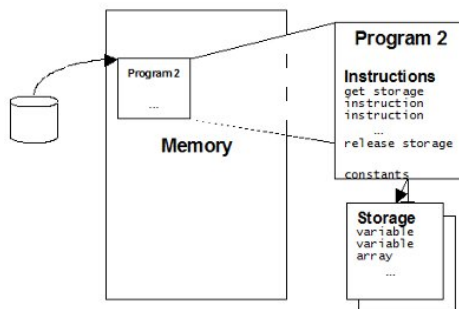 Program 2
...
Memory
Program 2
Instructions
get storage
instruction
instruction
...
release storage
constants
Storage
variable
variable
array
...